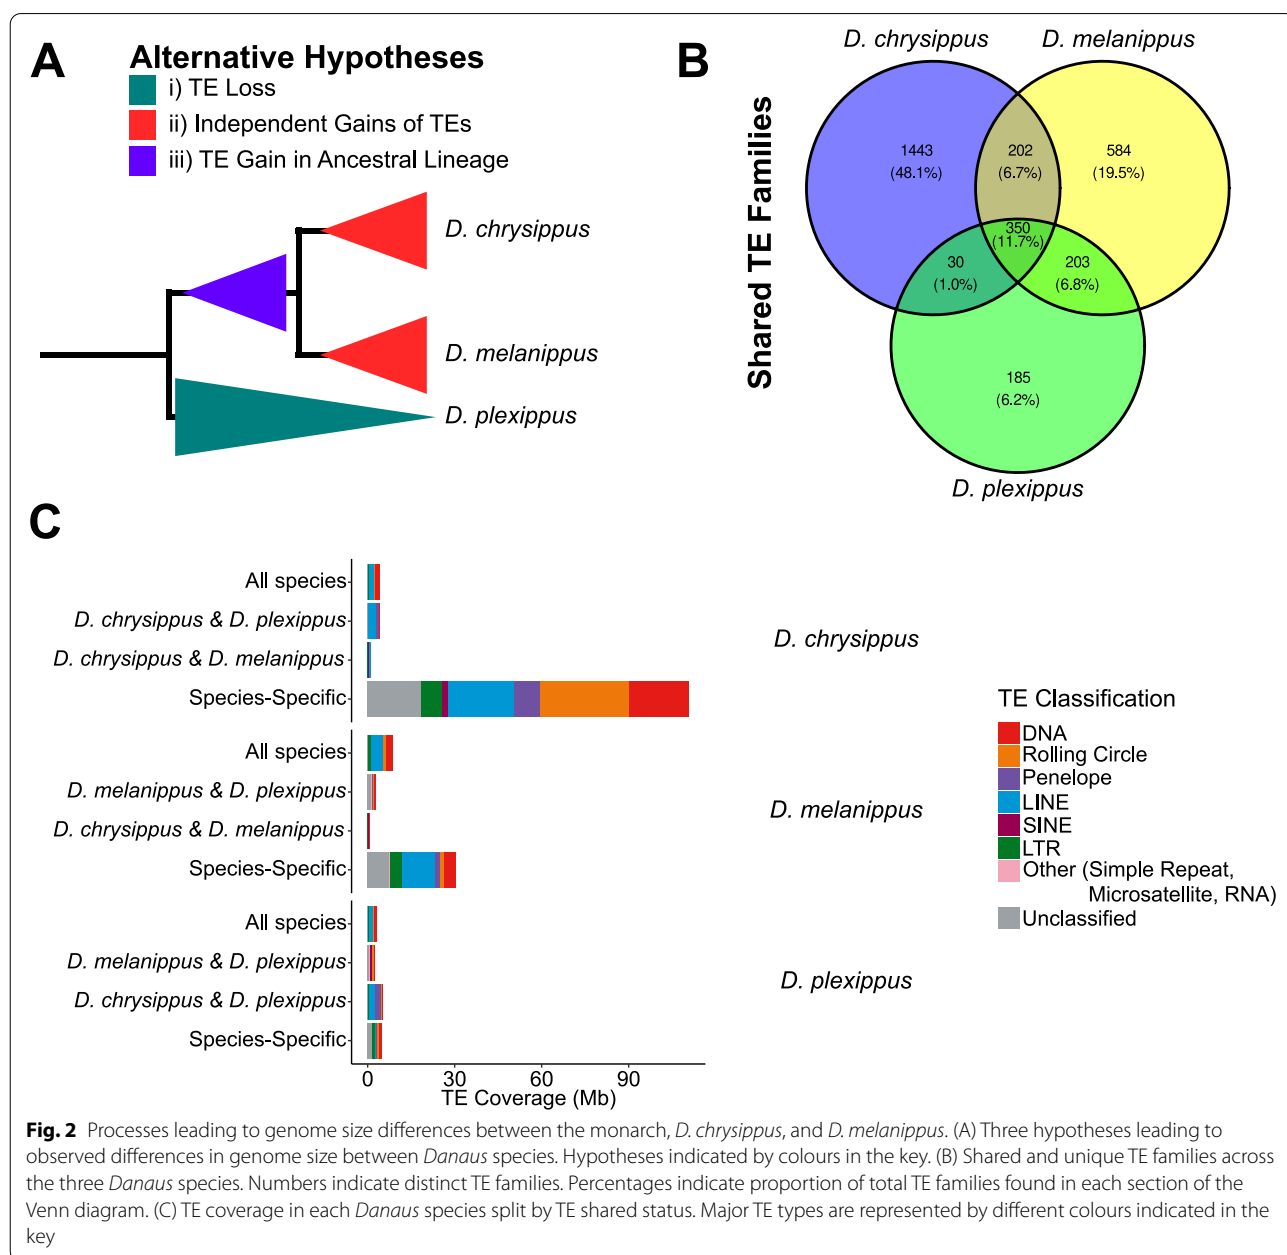 A
Alternative Hypotheses
i) TE Loss
ii) Independent Gains of TEs
iii) TE Gain in Ancestral Lineage
D. chrysippus
D. melanippus
D. plexippus
B
Shared TE Families
D. chrysippus
D. melanippus
1443
(48.1%)
202
(6.7%)
584
(19.5%)
350
(11.7%)
30
(1.0%)
203
(6.8%)
185
(6.2%)
D. plexippus
C
All species
D. chrysippus & D. plexippus
D. chrysippus & D. melanippus
Species-Specific
D. chrysippus
All species
D. melanippus & D. plexippus
D. chrysippus & D. melanippus
Species-Specific
D. melanippus
All species
D. melanippus & D. plexippus
D. chrysippus & D. plexippus
Species-Specific
D. plexippus
0 30 60 90
TE Coverage (Mb)
TE Classification
DNA
Rolling Circle
Penelope
LINE
SINE
LTR
Other (Simple Repeat,
Microsatellite, RNA)
Unclassified
Fig. 2 Processes leading to genome size differences between the monarch, D. chrysippus, and D. melanippus. (A) Three hypotheses leading to
observed differences in genome size between Danaus species. Hypotheses indicated by colours in the key. (B) Shared and unique TE families across
the three Danaus species. Numbers indicate distinct TE families. Percentages indicate proportion of total TE families found in each section of the
Venn diagram. (C) TE coverage in each Danaus species split by TE shared status. Major TE types are represented by different colours indicated in the
key